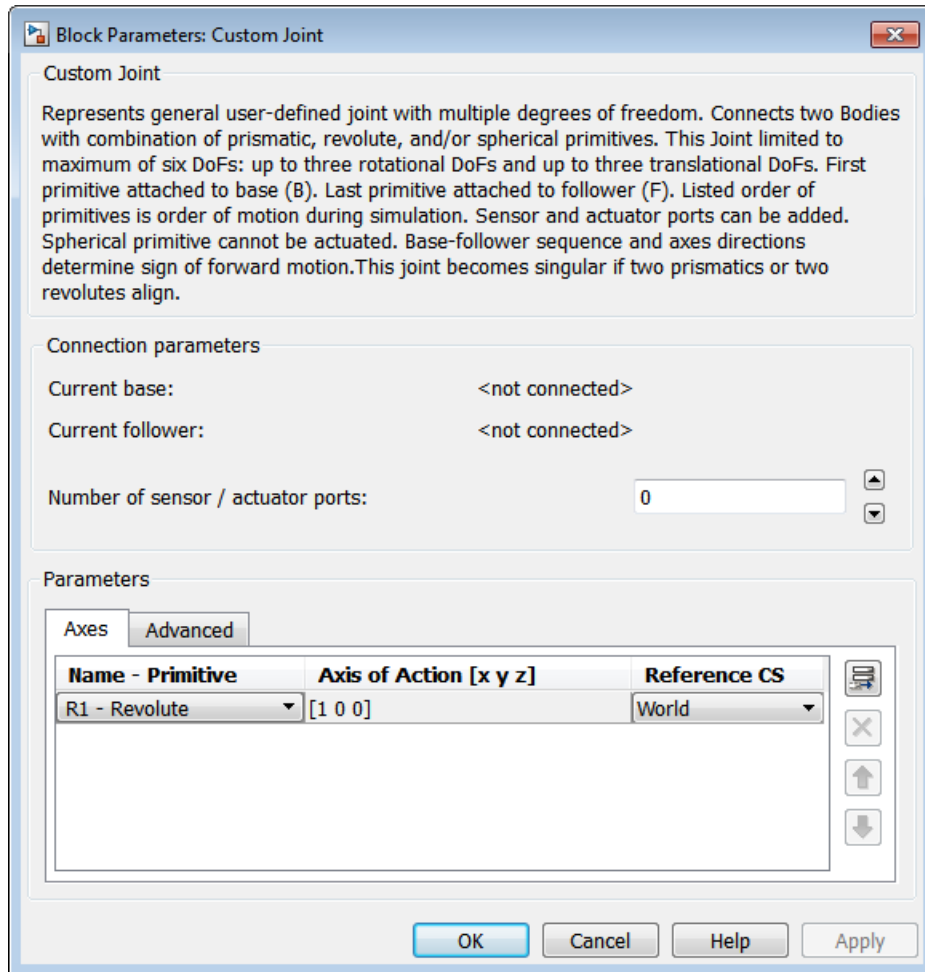 Block Parameters: Custom Joint
Custom Joint
Represents general user-defined joint with multiple degrees of freedom. Connects two Bodies
with combination of prismatic, revolute, and/or spherical primitives. This Joint limited to
maximum of six DoFs: up to three rotational DoFs and up to three translational DoFs. First
primitive attached to base (B). Last primitive attached to follower (F). Listed order of
primitives is order of motion during simulation. Sensor and actuator ports can be added.
Spherical primitive cannot be actuated. Base-follower sequence and axes directions
determine sign of forward motion.This joint becomes singular if two prismatics or two
revolutes align.
Connection parameters
Current base: <not connected>
Current follower: <not connected>
Number of sensor / actuator ports: 0
Parameters
Axes Advanced
Name - Primitive Axis of Action [x y z] Reference CS
R1 - Revolute [1 0 0] World
OK Cancel Help Apply